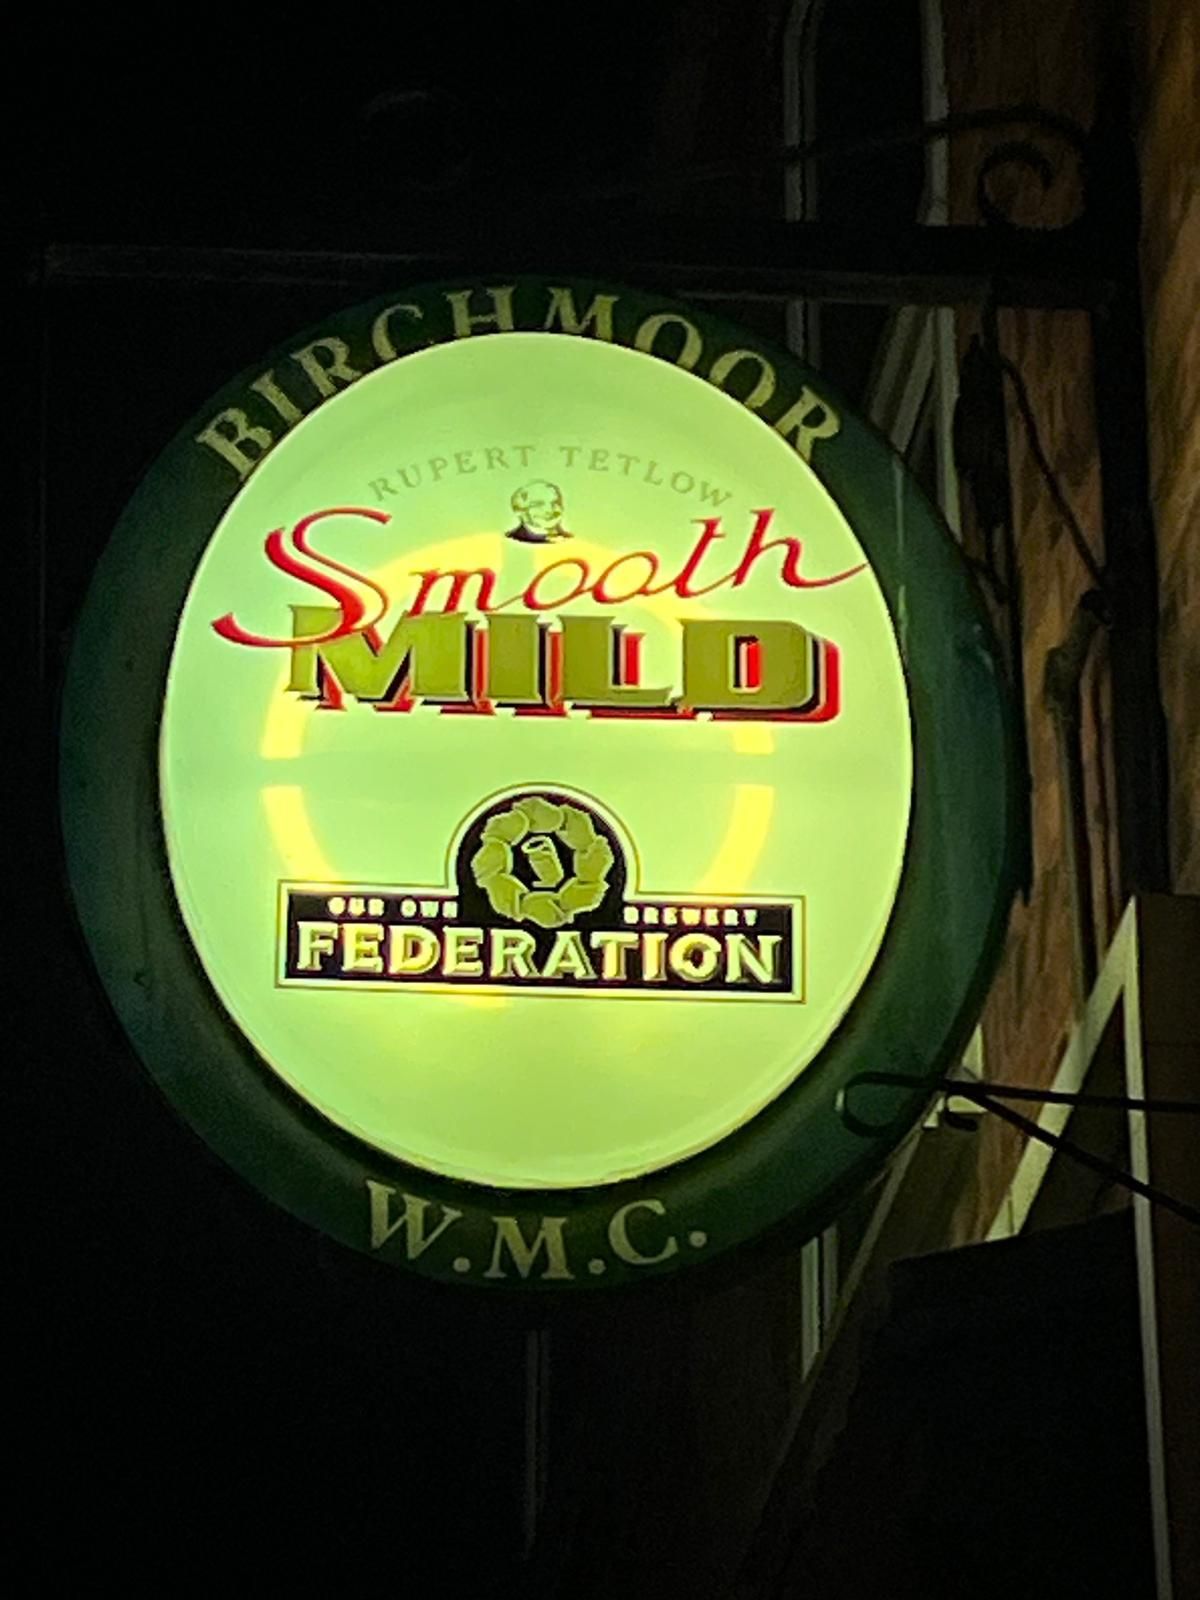 BIRCHMOOR
RUPERT TETLOW
Smooth
MILD
OUR OWN BREWERY
FEDERATION
W.M.C.